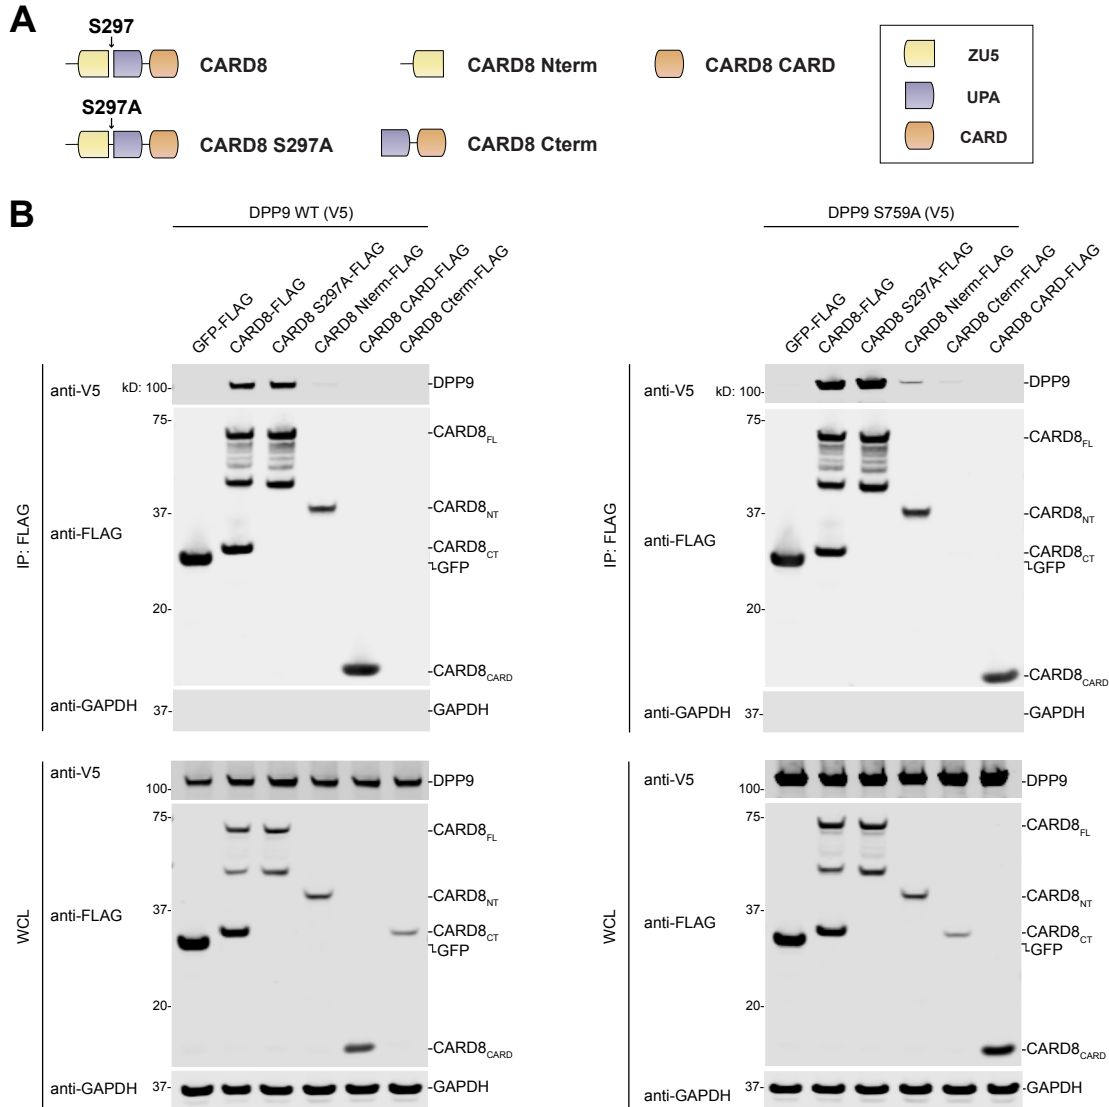 A
S297
CARD8
CARD8 Nterm
CARD8 CARD
S297A
CARD8 S297A
CARD8 Cterm
ZU5
UPA
CARD
B
DPP9 WT (V5)
GFP-FLAG
CARD8-FLAG
CARD8 S297A-FLAG
CARD8 Nterm-FLAG
CARD8 CARD-FLAG
CARD8 Cterm-FLAG
IP: FLAG
anti-V5
kD: 100-
-DPP9
anti-FLAG
75-
37-
20-
-CARD8FL
-CARD8NT
-CARD8CT
GFP
-CARD8CARD
anti-GAPDH
37-
-GAPDH
WCL
anti-V5
100-
-DPP9
anti-FLAG
75-
37-
20-
-CARD8FL
-CARD8NT
-CARD8CT
GFP
-CARD8CARD
anti-GAPDH
37-
-GAPDH
DPP9 S759A (V5)
GFP-FLAG
CARD8-FLAG
CARD8 S297A-FLAG
CARD8 Nterm-FLAG
CARD8 Cterm-FLAG
CARD8 CARD-FLAG
IP: FLAG
anti-V5
kD: 100-
-DPP9
anti-FLAG
75-
37-
20-
-CARD8FL
-CARD8NT
-CARD8CT
GFP
-CARD8CARD
anti-GAPDH
37-
-GAPDH
WCL
anti-V5
100-
-DPP9
anti-FLAG
75-
37-
20-
-CARD8FL
-CARD8NT
-CARD8CT
GFP
-CARD8CARD
anti-GAPDH
37-
-GAPDH